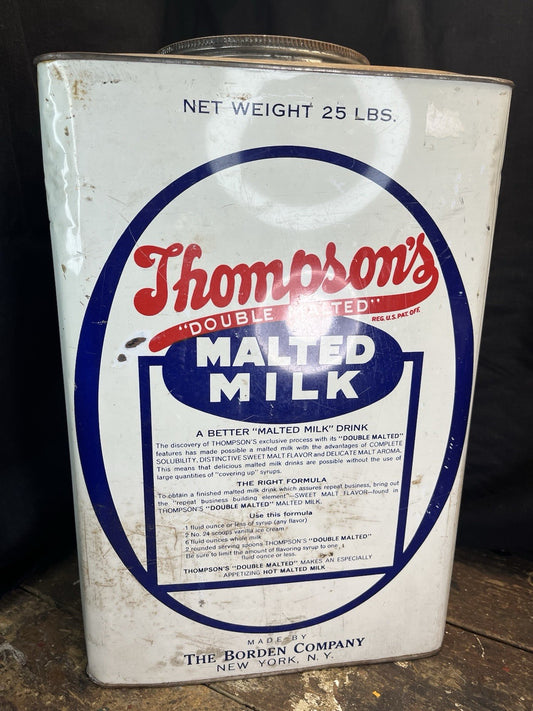 NET WEIGHT 25 LBS.
Thompson's
"DOUBLE MALTED"
REG. U.S. PAT. OFF.
MALTED
MILK
A BETTER "MALTED MILK" DRINK
The discovery of THOMPSON'S exclusive process with its "DOUBLE MALTED"
features has made possible a malted milk with the advantages of COMPLETE
SOLUBILITY, DISTINCTIVE SWEET MALT FLAVOR and DELICATE MALT AROMA.
This means that delicious malted milk drinks are possible without the use of
large quantities of "covering up" syrups.
THE RIGHT FORMULA
To obtain a finished malted milk drink which assures repeat business, bring out
the "repeat business building element"—SWEET MALT FLAVOR—found in
THOMPSON'S "DOUBLE MALTED" MALTED MILK.
Use this formula
1 fluid ounce or less of syrup (any flavor)
2 No. 24 scoops vanilla ice cream
6 fluid ounces whole milk
2 rounded serving spoons THOMPSON'S "DOUBLE MALTED"
Be sure to limit the amount of flavoring syrup to one
fluid ounce or less.
THOMPSON'S "DOUBLE MALTED" MAKES AN ESPECIALLY
APPETIZING HOT MALTED MILK
MADE BY
THE BORDEN COMPANY
NEW YORK, N. Y.